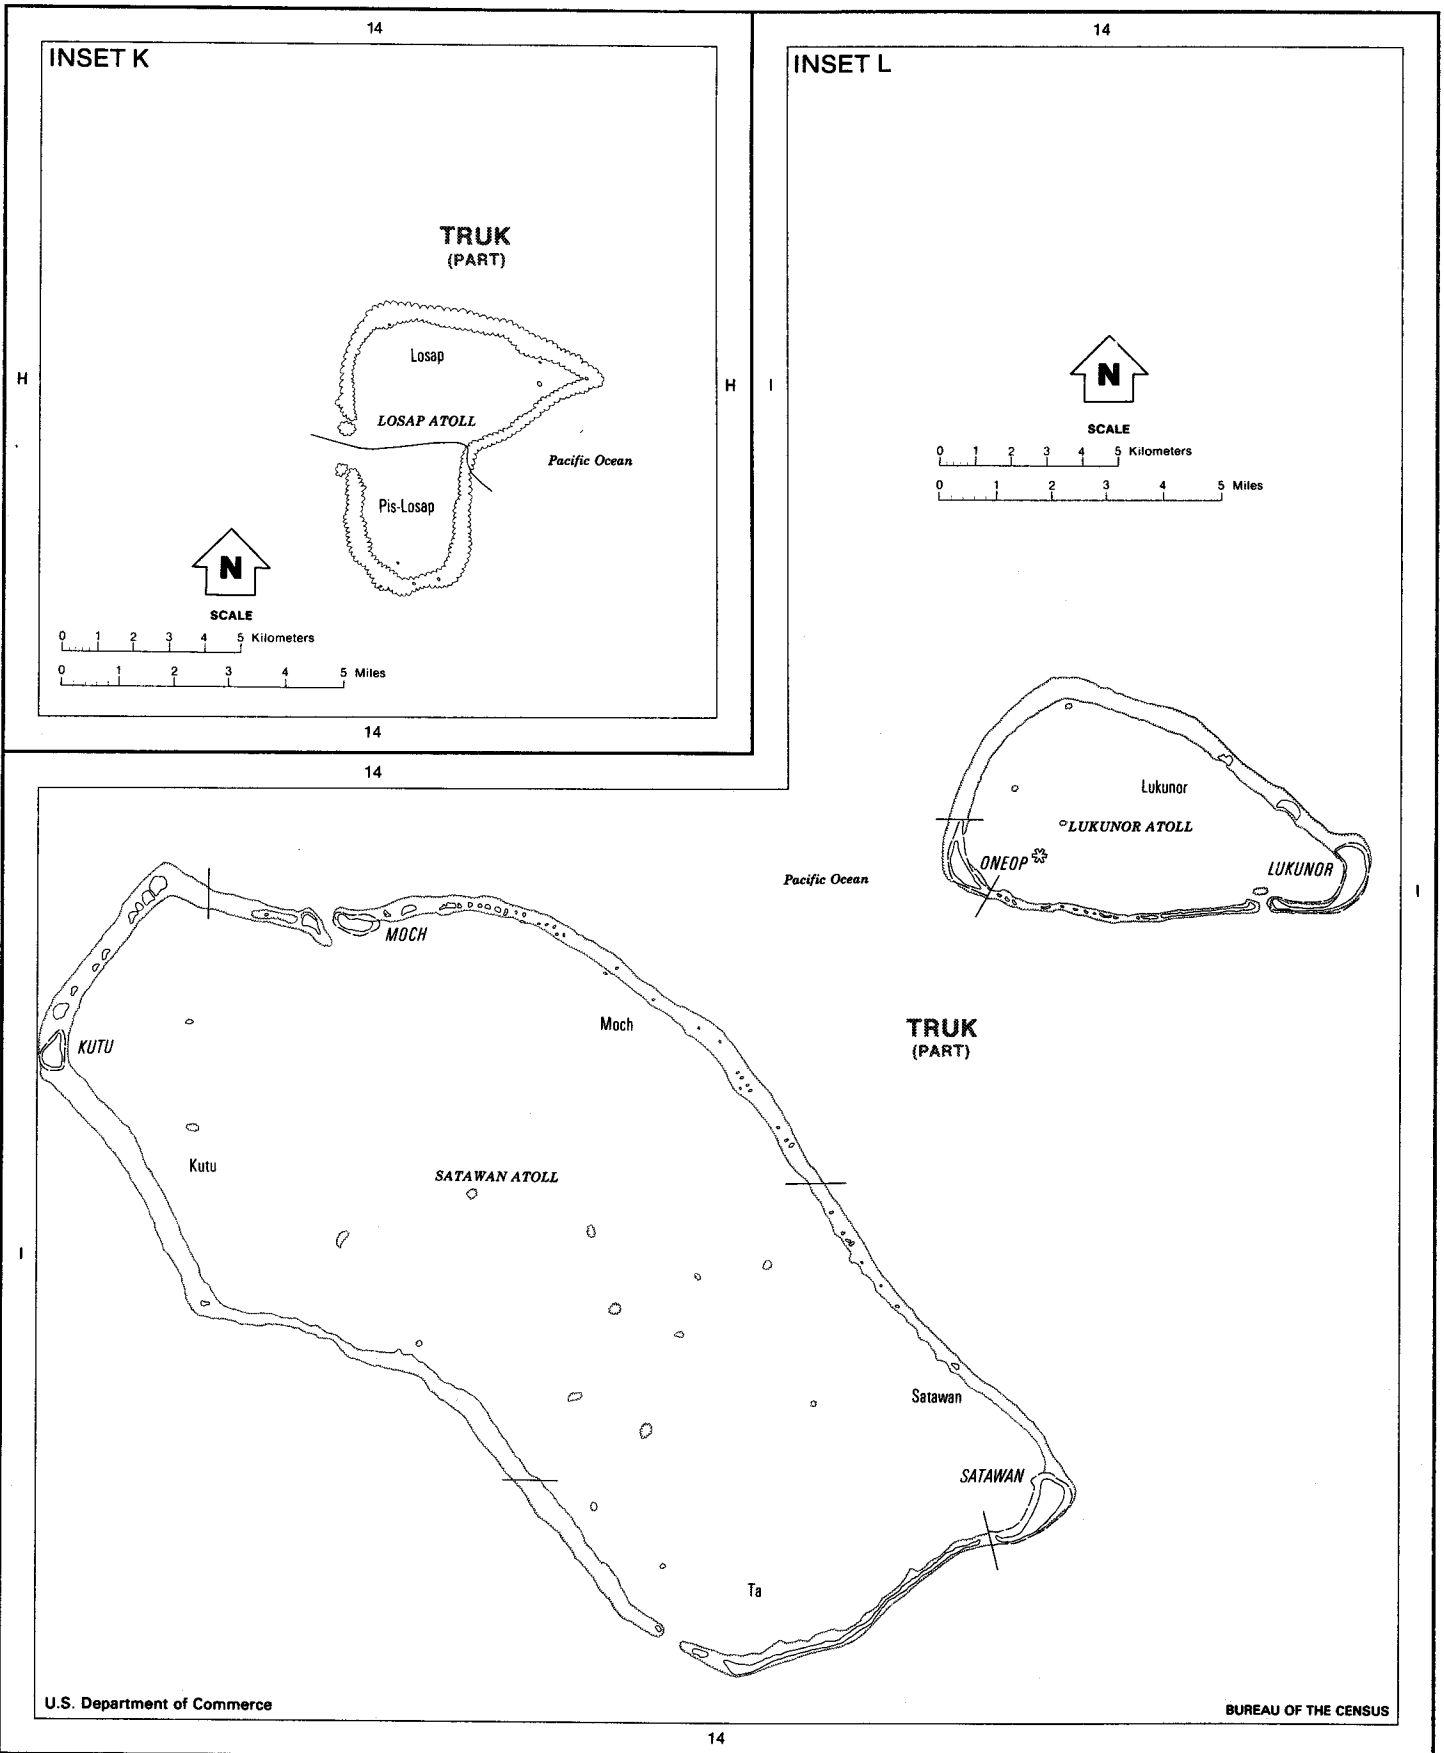 14
INSET K
TRUK
(PART)
Losap
LOSAP ATOLL
Pacific Ocean
Pis-Losap
N
SCALE
0 1 2 3 4 5 Kilometers
0 1 2 3 4 5 Miles
H
H
14
14
INSET L
I
N
SCALE
0 1 2 3 4 5 Kilometers
0 1 2 3 4 5 Miles
Lukunor
LUKUNOR ATOLL
ONEOP *
LUKUNOR
Pacific Ocean
I
14
MOCH
Moch
TRUK
(PART)
KUTU
Kutu
SATAWAN ATOLL
I
Satawan
SATAWAN
Ta
U.S. Department of Commerce
BUREAU OF THE CENSUS
14